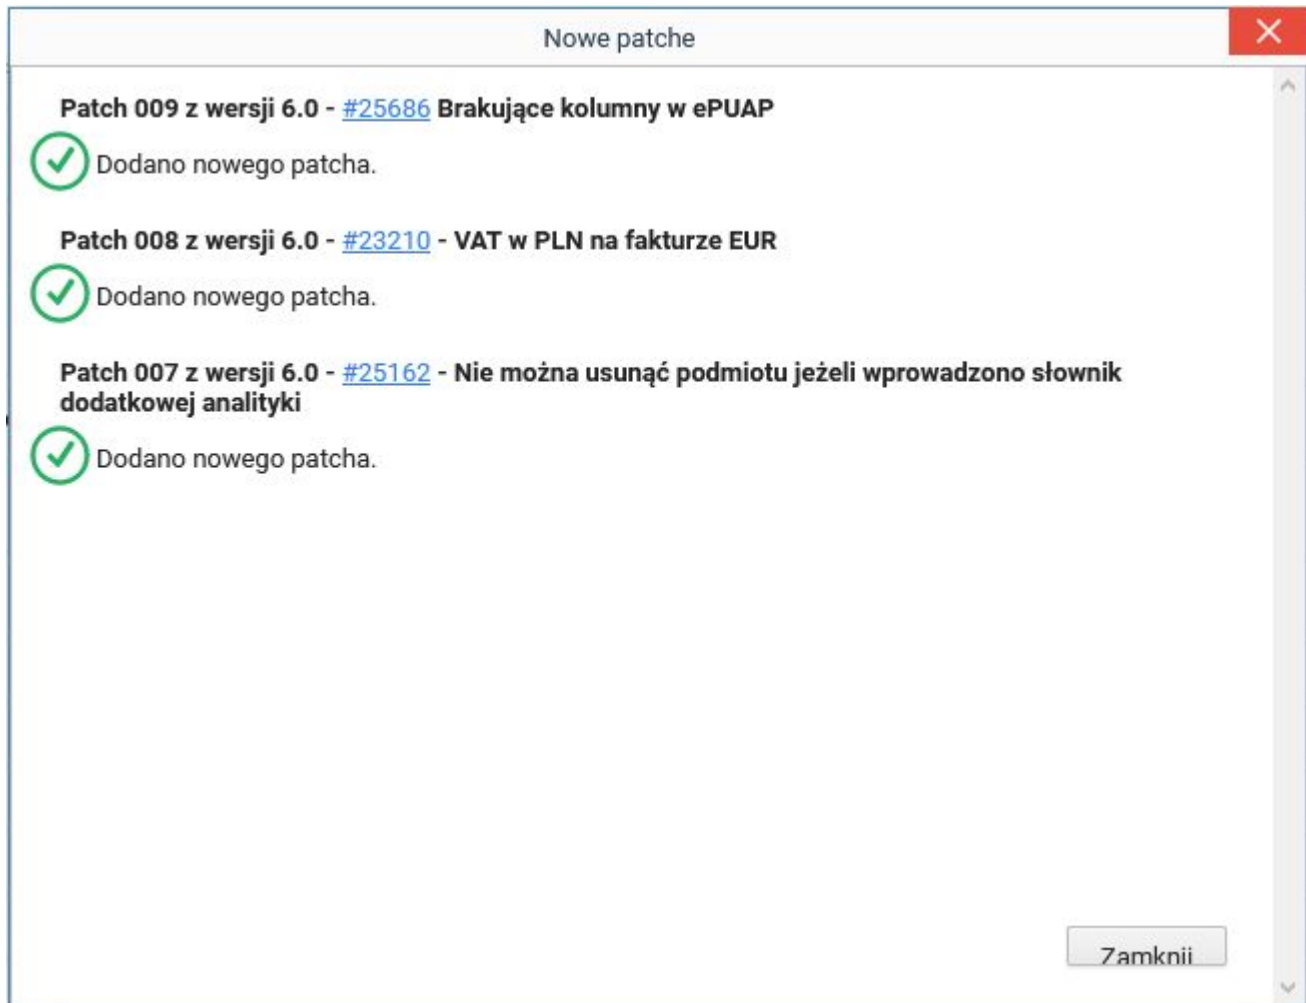 Nowe patche
Patch 009 z wersji 6.0 - #25686 Brakujące kolumny w ePUAP
Dodano nowego patcha.
Patch 008 z wersji 6.0 - #23210 - VAT w PLN na fakturze EUR
Dodano nowego patcha.
Patch 007 z wersji 6.0 - #25162 - Nie można usunąć podmiotu jeżeli wprowadzono słownik
dodatkowej analityki
Dodano nowego patcha.
Zamknij